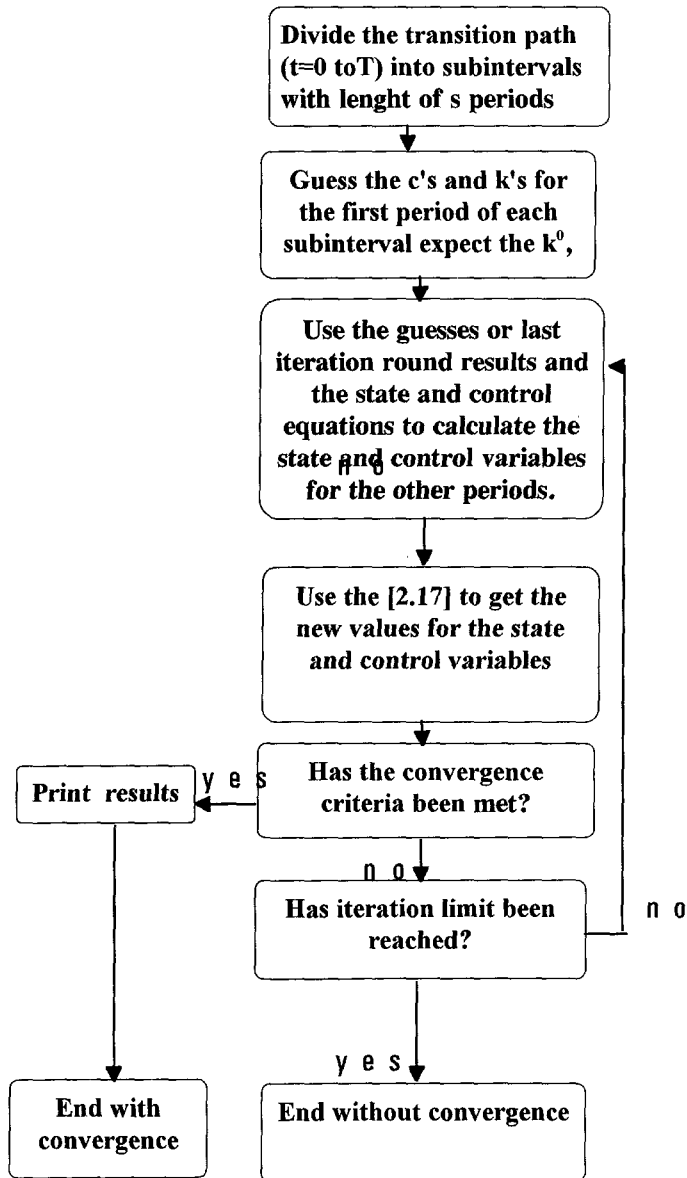 Divide the transition path
(t=0 toT) into subintervals
with lenght of s periods
Guess the c's and k's for
the first period of each
subinterval expect the k⁰,
Use the guesses or last
iteration round results and
the state and control
equations to calculate the
state and control variables
n o
for the other periods.
Use the [2.17] to get the
new values for the state
and control variables
Has the convergence
criteria been met?
yes
Print results
no
Has iteration limit been
reached?
no
yes
End with
convergence
End without convergence